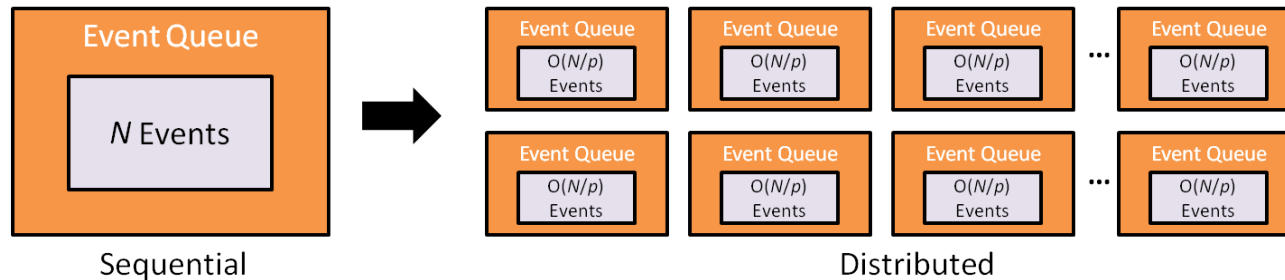 Event Queue
N Events
Sequential
Event Queue
O(N/p)
Events
Event Queue
O(N/p)
Events
Event Queue
O(N/p)
Events
...
Event Queue
O(N/p)
Events
Event Queue
O(N/p)
Events
Event Queue
O(N/p)
Events
Event Queue
O(N/p)
Events
...
Event Queue
O(N/p)
Events
Distributed